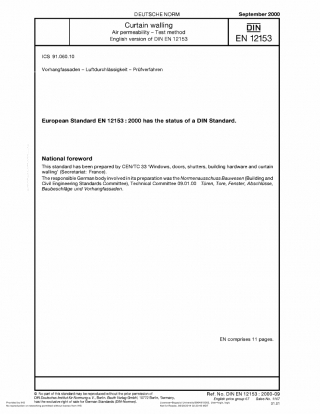 DEUTSCHE NORM
September 2000
Curtain walling
Air permeability – Test method
English version of DIN EN 12153
DIN
EN 12153
ICS 91.060.10
Vorhangfassaden – Luftdurchlässigkeit – Prüfverfahren
European Standard EN 12153 : 2000 has the status of a DIN Standard.
National foreword
This standard has been prepared by CEN/TC 33 'Windows, doors, shutters, building hardware and curtain
walling' (Secretariat: France).
The responsible German body involved in its preparation was the Normenausschuss Bauwesen (Building and
Civil Engineering Standards Committee), Technical Committee 09.01.00 Türen, Tore, Fenster, Abschlüsse,
Baubeschläge und Vorhangfassaden.
EN comprises 11 pages.
© No part of this standard may be reproduced without the prior permission of
DIN Deutsches Institut für Normung e. V., Berlin. Beuth Verlag GmbH, 10772 Berlin, Germany,
has the exclusive right of sale for German Standards (DIN-Normen).
Ref. No. DIN EN 12153 : 2000-09
English price group 07 Sales No. 1107